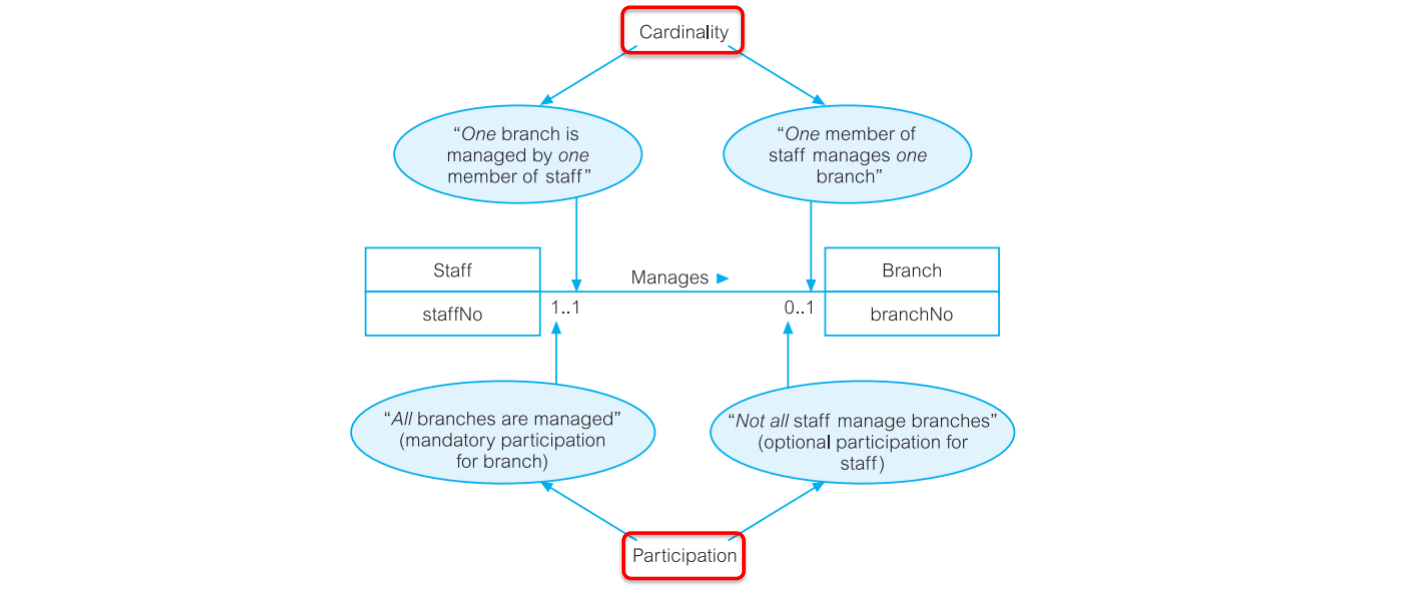 Cardinality
“One branch is
managed by one
member of staff”
“One member of
staff manages one
branch”
Staff
Manages ►
Branch
staffNo
1..1
0..1
branchNo
“All branches are managed”
(mandatory participation
for branch)
“Not all staff manage branches”
(optional participation for
staff)
Participation